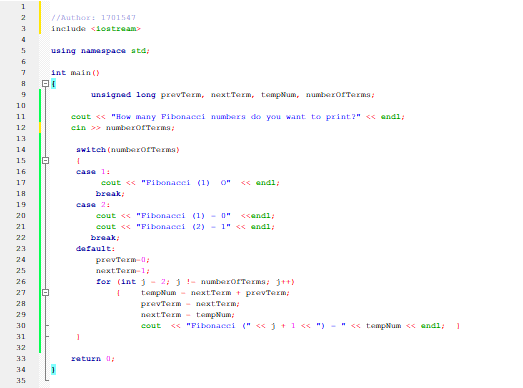 1
2 //Author: 1701547
3 include <iostream>
4
5 using namespace std;
6
7 int main()
8 {
9 unsigned long prevTerm, nextTerm, tempNum, numberOfTerms;
10
11 cout << "How many Fibonacci numbers do you want to print?" << endl;
12 cin >> numberOfTerms;
13
14 switch(numberOfTerms)
15 {
16 case 1:
17 cout << "Fibonacci (1) 0" << endl;
18 break;
19 case 2:
20 cout << "Fibonacci (1) = 0" <<endl;
21 cout << "Fibonacci (2) = 1" << endl;
22 break;
23 default:
24 prevTerm=0;
25 nextTerm=1;
26 for (int j = 2; j != numberOfTerms; j++)
27 { tempNum = nextTerm + prevTerm;
28 prevTerm = nextTerm;
29 nextTerm = tempNum;
30 cout << "Fibonacci (" << j + 1 << ") = " << tempNum << endl; }
31 }
32
33 return 0;
34 }
35